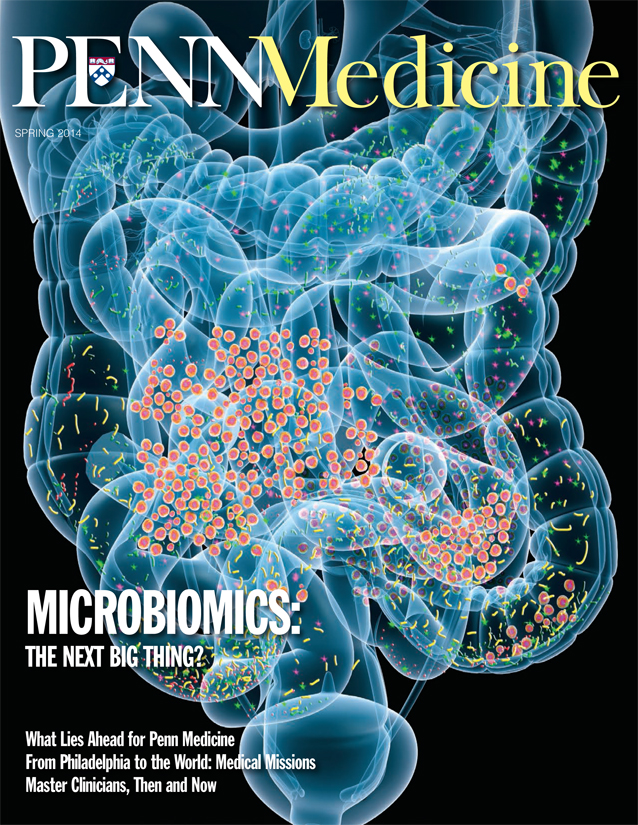 PENNMedicine
SPRING 2014
MICROBIOMICS:
THE NEXT BIG THING?
What Lies Ahead for Penn Medicine
From Philadelphia to the World: Medical Missions
Master Clinicians, Then and Now